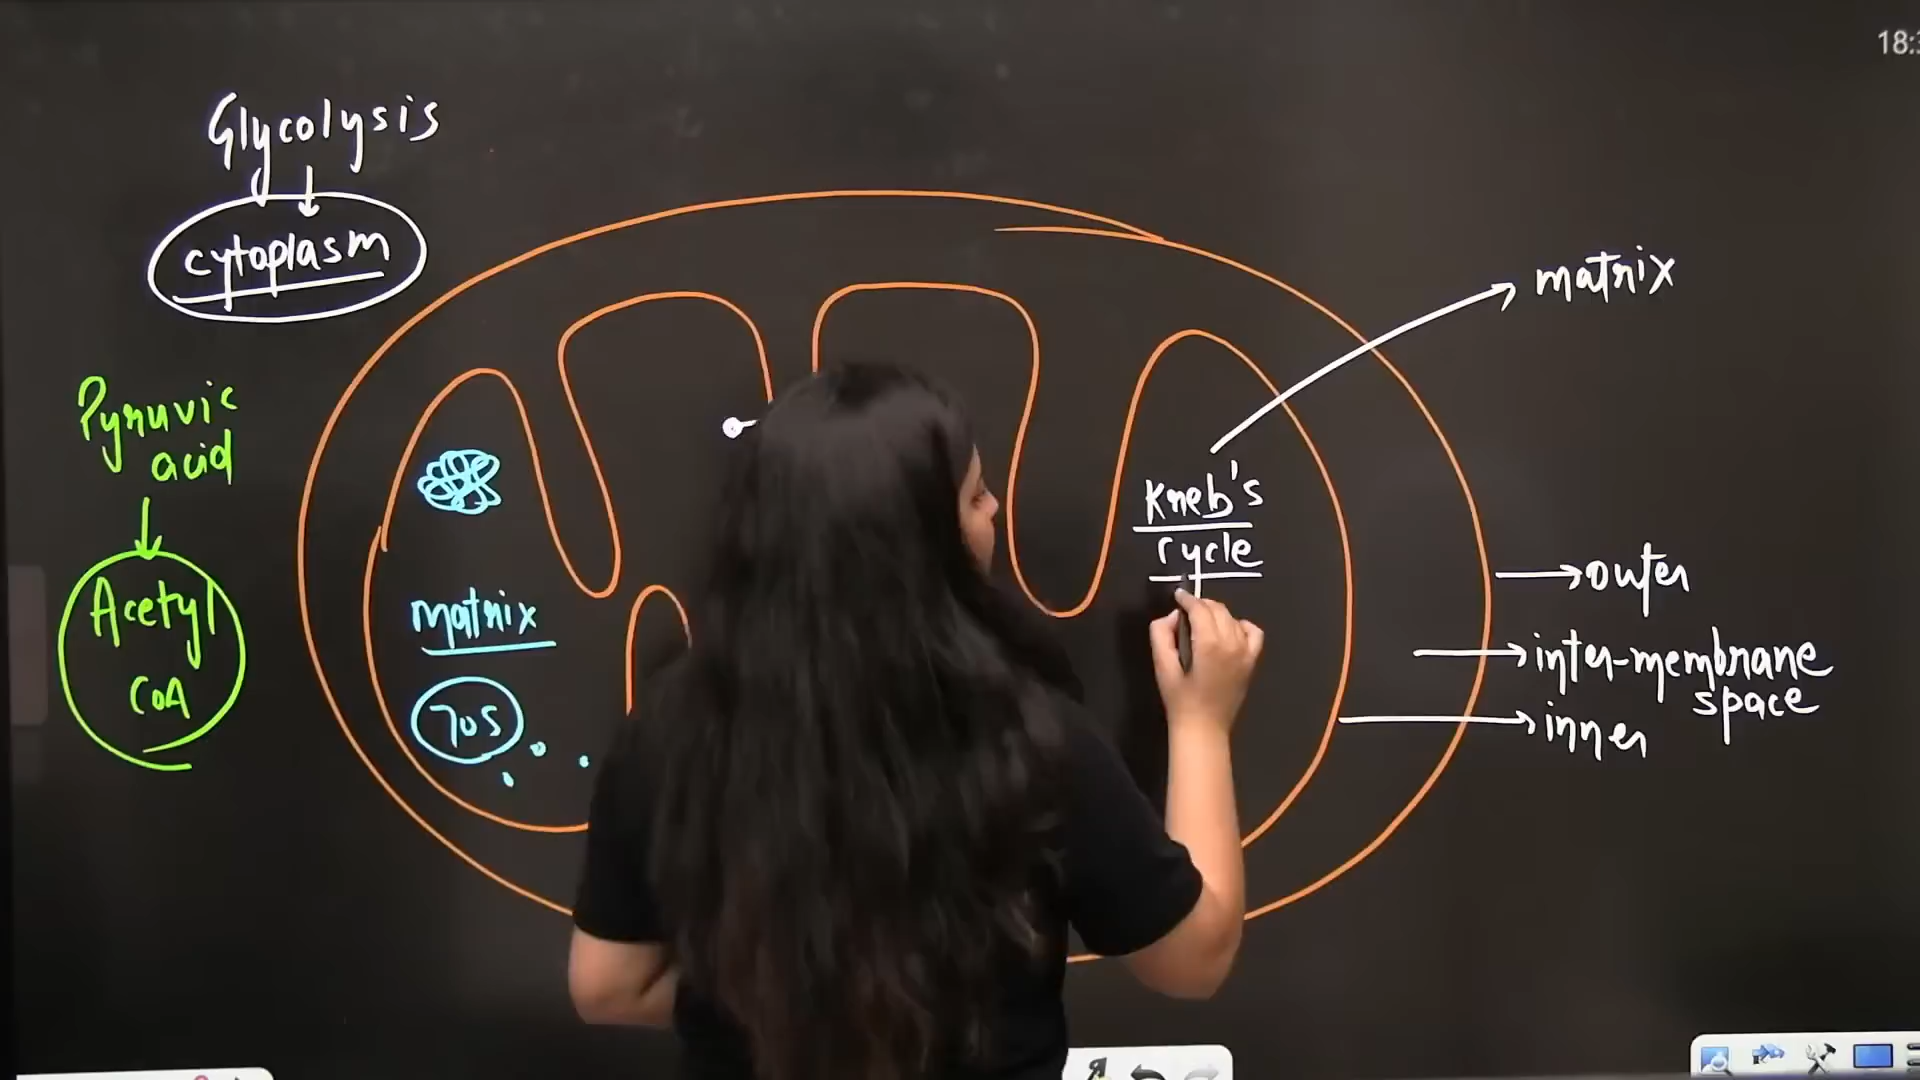 18:
Glycolysis
cytoplasm
Pyruvic
acid
Acetyl
CoA
matrix
70S
Kreb's
cycle
matrix
outer
inter-membrane
space
inner